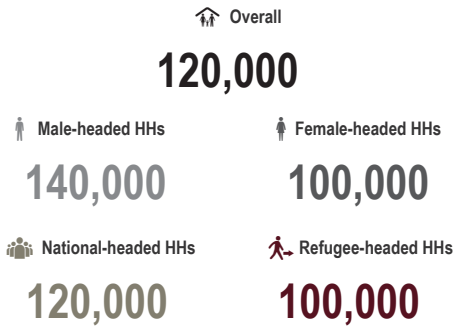 Overall
120,000
Male-headed HHs
Female-headed HHs
140,000
100,000
National-headed HHs
Refugee-headed HHs
120,000
100,000